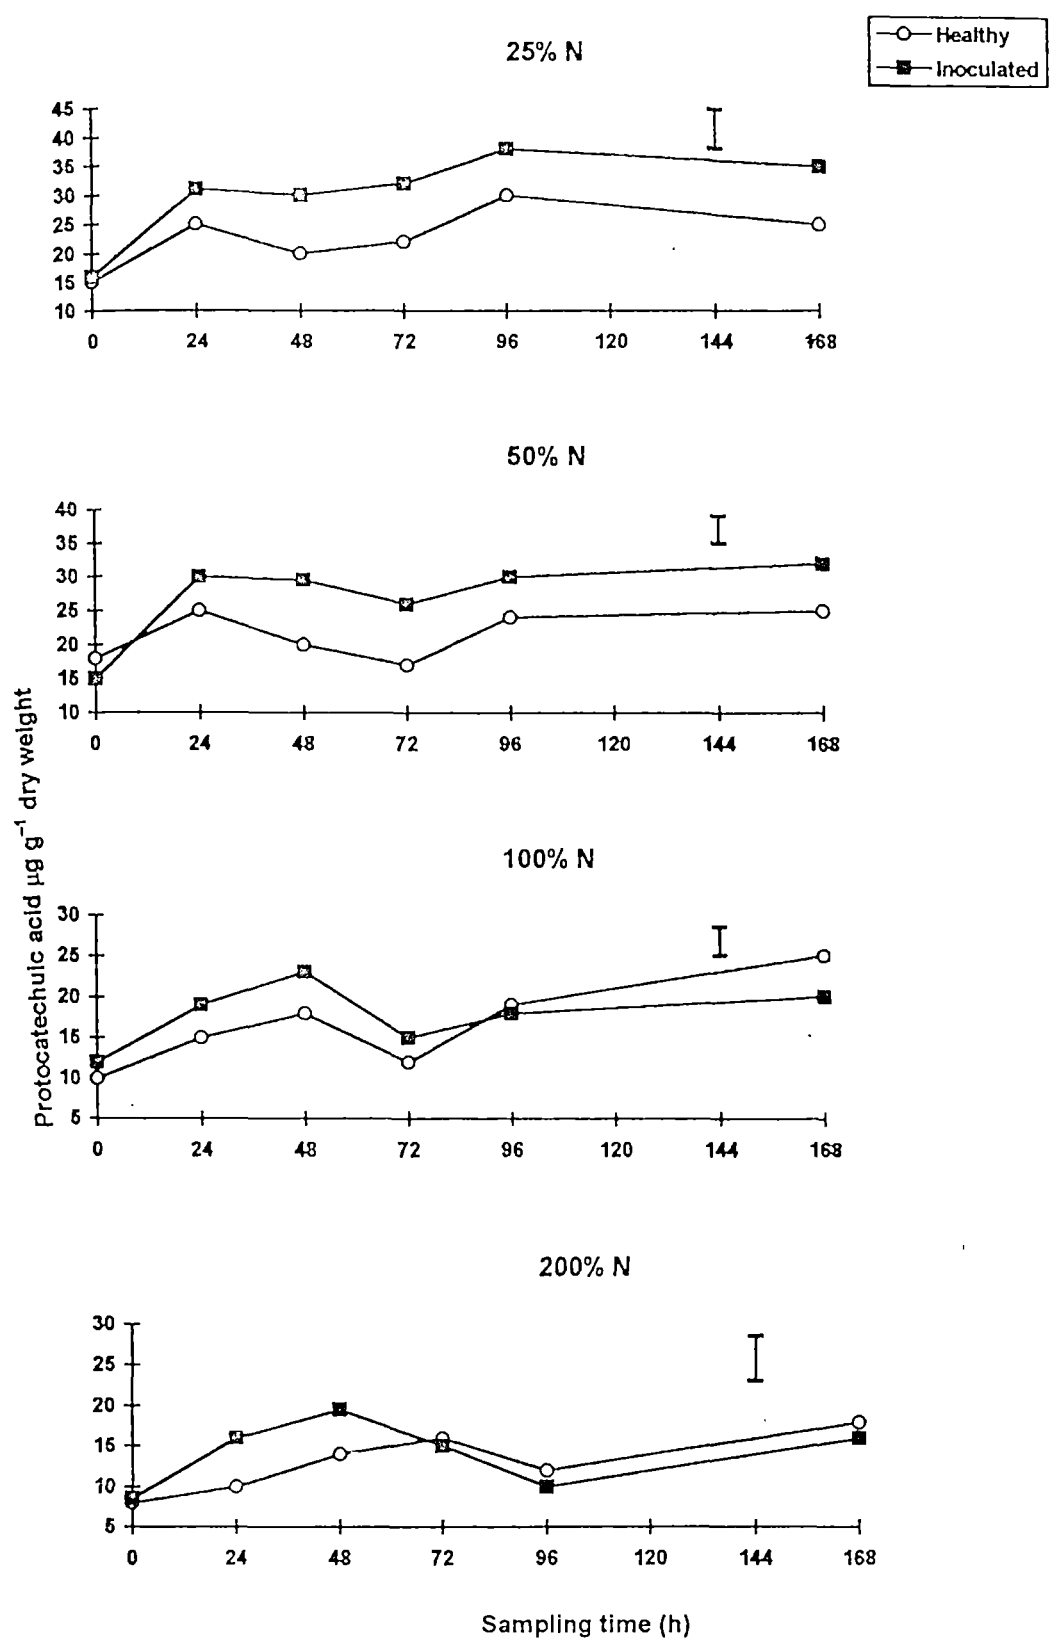 Healthy
Inoculated
25% N
45
40
35
30
25
20
15
10
0 24 48 72 96 120 144 168
50% N
40
35
30
25
20
15
10
0 24 48 72 96 120 144 168
Protocatechuic acid µg g⁻¹ dry weight
100% N
30
25
20
15
10
5
0 24 48 72 96 120 144 168
200% N
30
25
20
15
10
5
0 24 48 72 96 120 144 168
Sampling time (h)